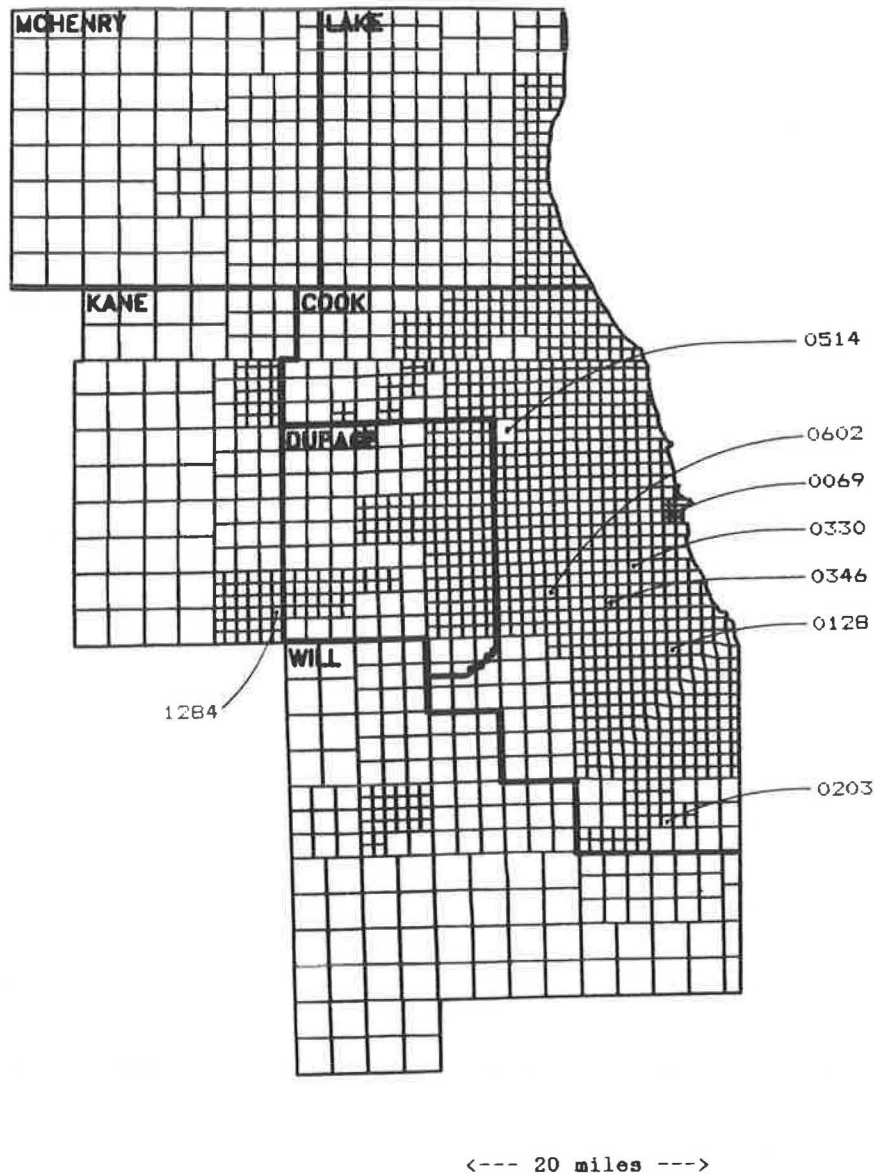 MCHENRY
LAKE
KANE
COOK
0514
0602
DUPAGE
0069
0330
0346
0128
WILL
1284
0203
<--- 20 miles --->